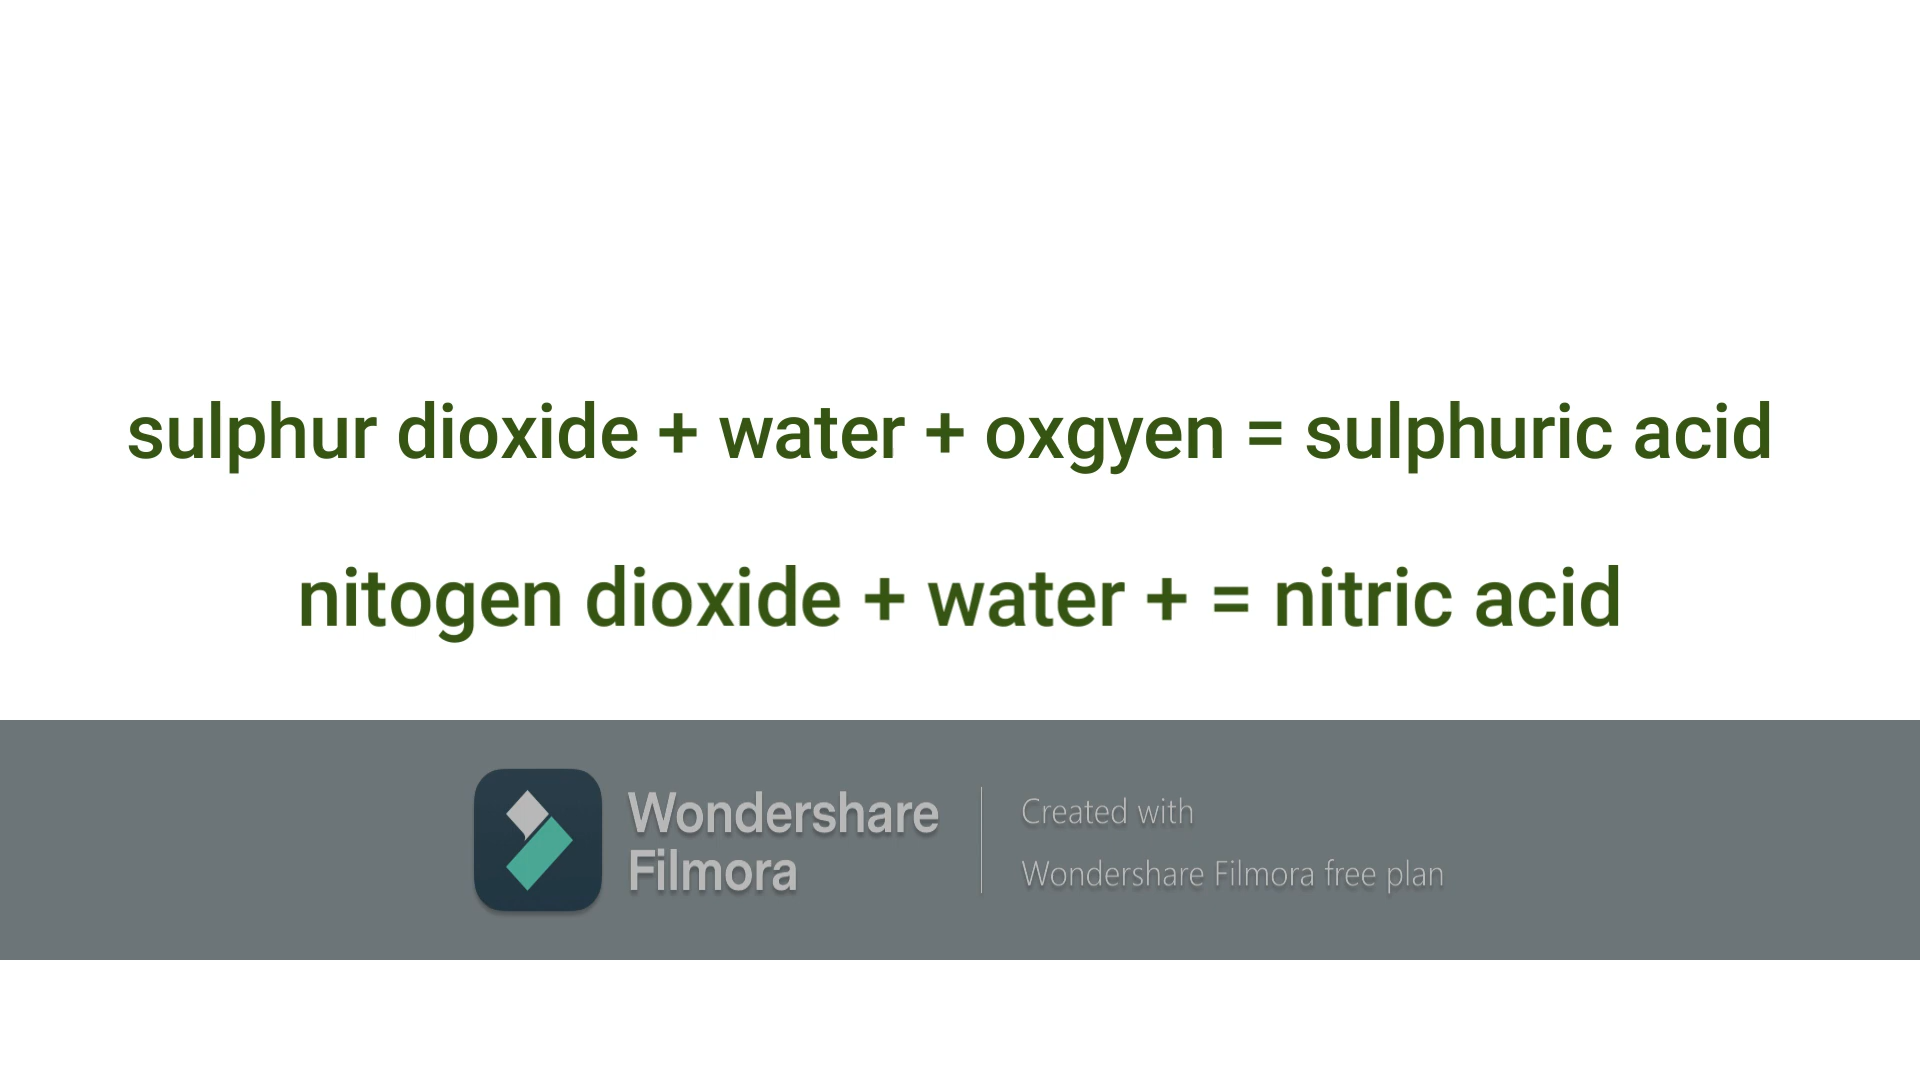 sulphur dioxide + water + oxgyen = sulphuric acid
nitogen dioxide + water + = nitric acid
Wondershare
Filmora
Created with
Wondershare Filmora free plan